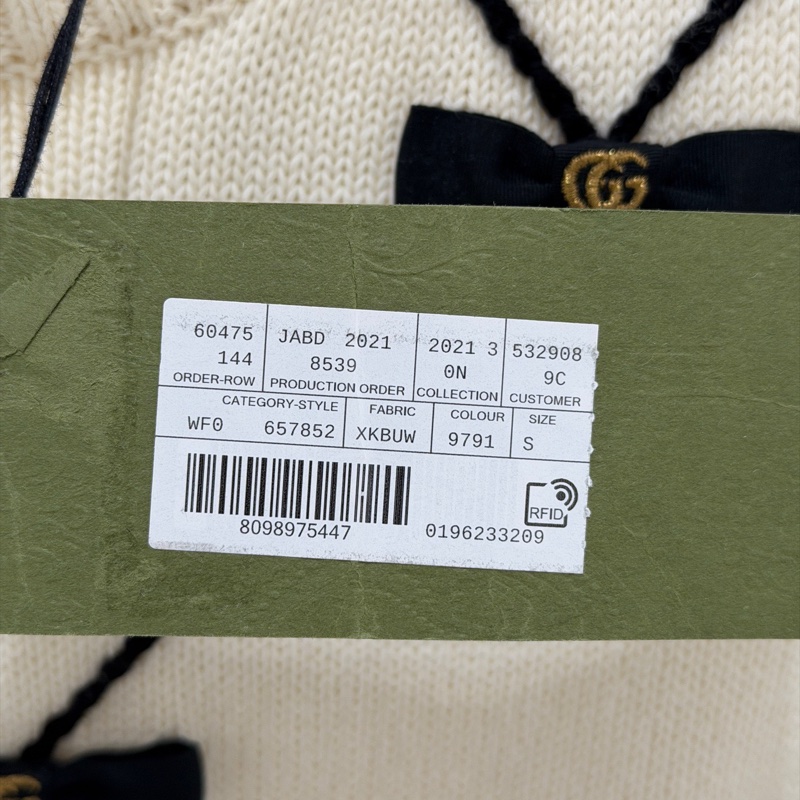 GG
60475
144
ORDER-ROW
JABD 2021
8539
PRODUCTION ORDER
2021 3
0N
COLLECTION
532908
9C
CUSTOMER
CATEGORY-STYLE
WF0 657852
FABRIC
XKBUW
COLOUR
9791
SIZE
S
8098975447
0196233209
RFID